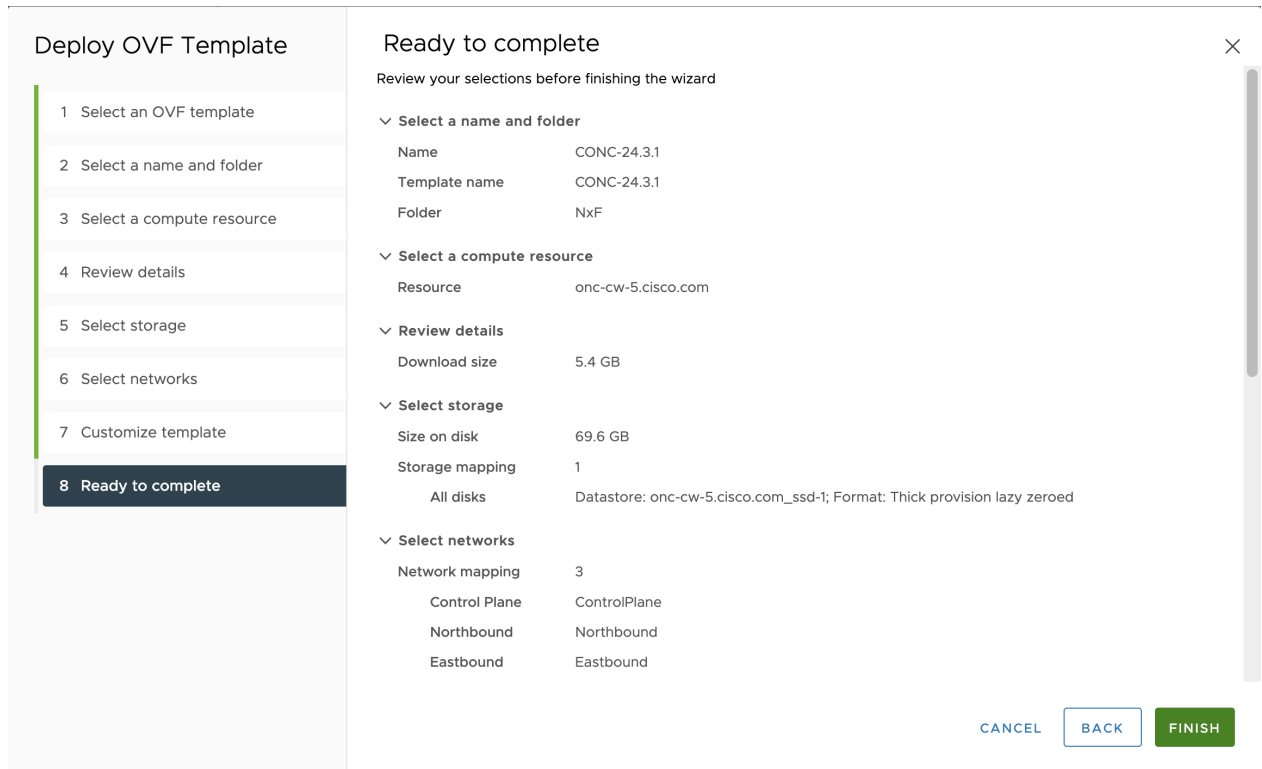 Deploy OVF Template
1 Select an OVF template
2 Select a name and folder
3 Select a compute resource
4 Review details
5 Select storage
6 Select networks
7 Customize template
8 Ready to complete
Ready to complete
Review your selections before finishing the wizard
Select a name and folder
Name CONC-24.3.1
Template name CONC-24.3.1
Folder NxF
Select a compute resource
Resource onc-cw-5.cisco.com
Review details
Download size 5.4 GB
Select storage
Size on disk 69.6 GB
Storage mapping 1
All disks Datastore: onc-cw-5.cisco.com_ssd-1; Format: Thick provision lazy zeroed
Select networks
Network mapping 3
Control Plane ControlPlane
Northbound Northbound
Eastbound Eastbound
CANCEL BACK FINISH